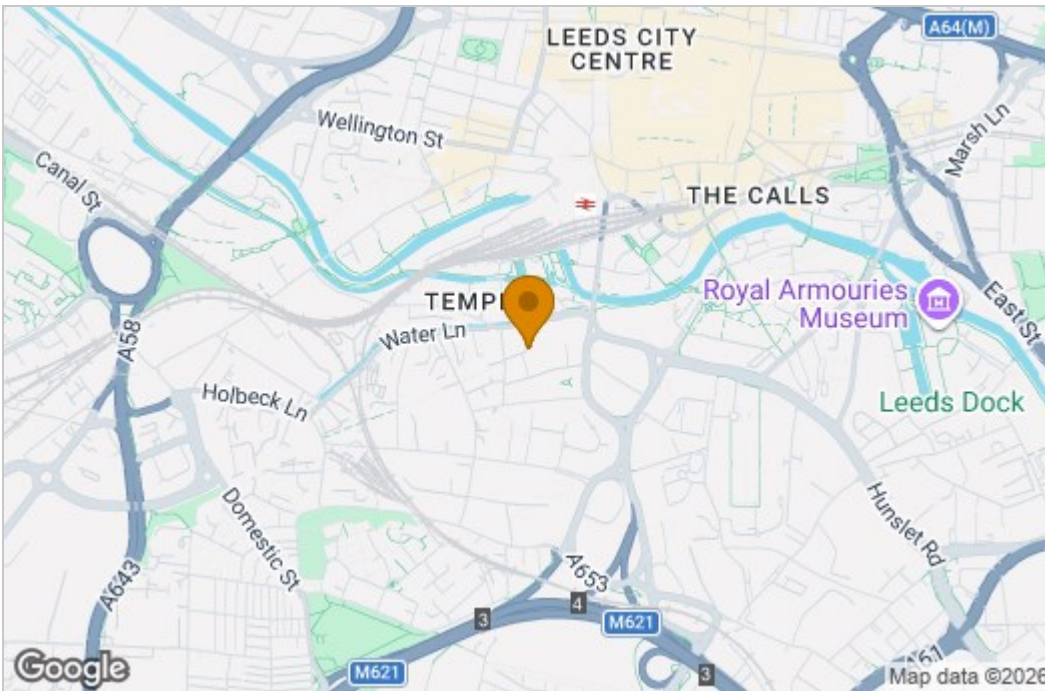 A64(M)
LEEDS CITY
CENTRE
Wellington St
Marsh Ln
Canal St
THE CALLS
Royal Armouries
Museum
East St
Water Ln
A58
Holbeck Ln
Leeds Dock
Domestic St
Hunslet Rd
A643
A653
3
4
M621
M621
3
A61
Google
Map data ©2026